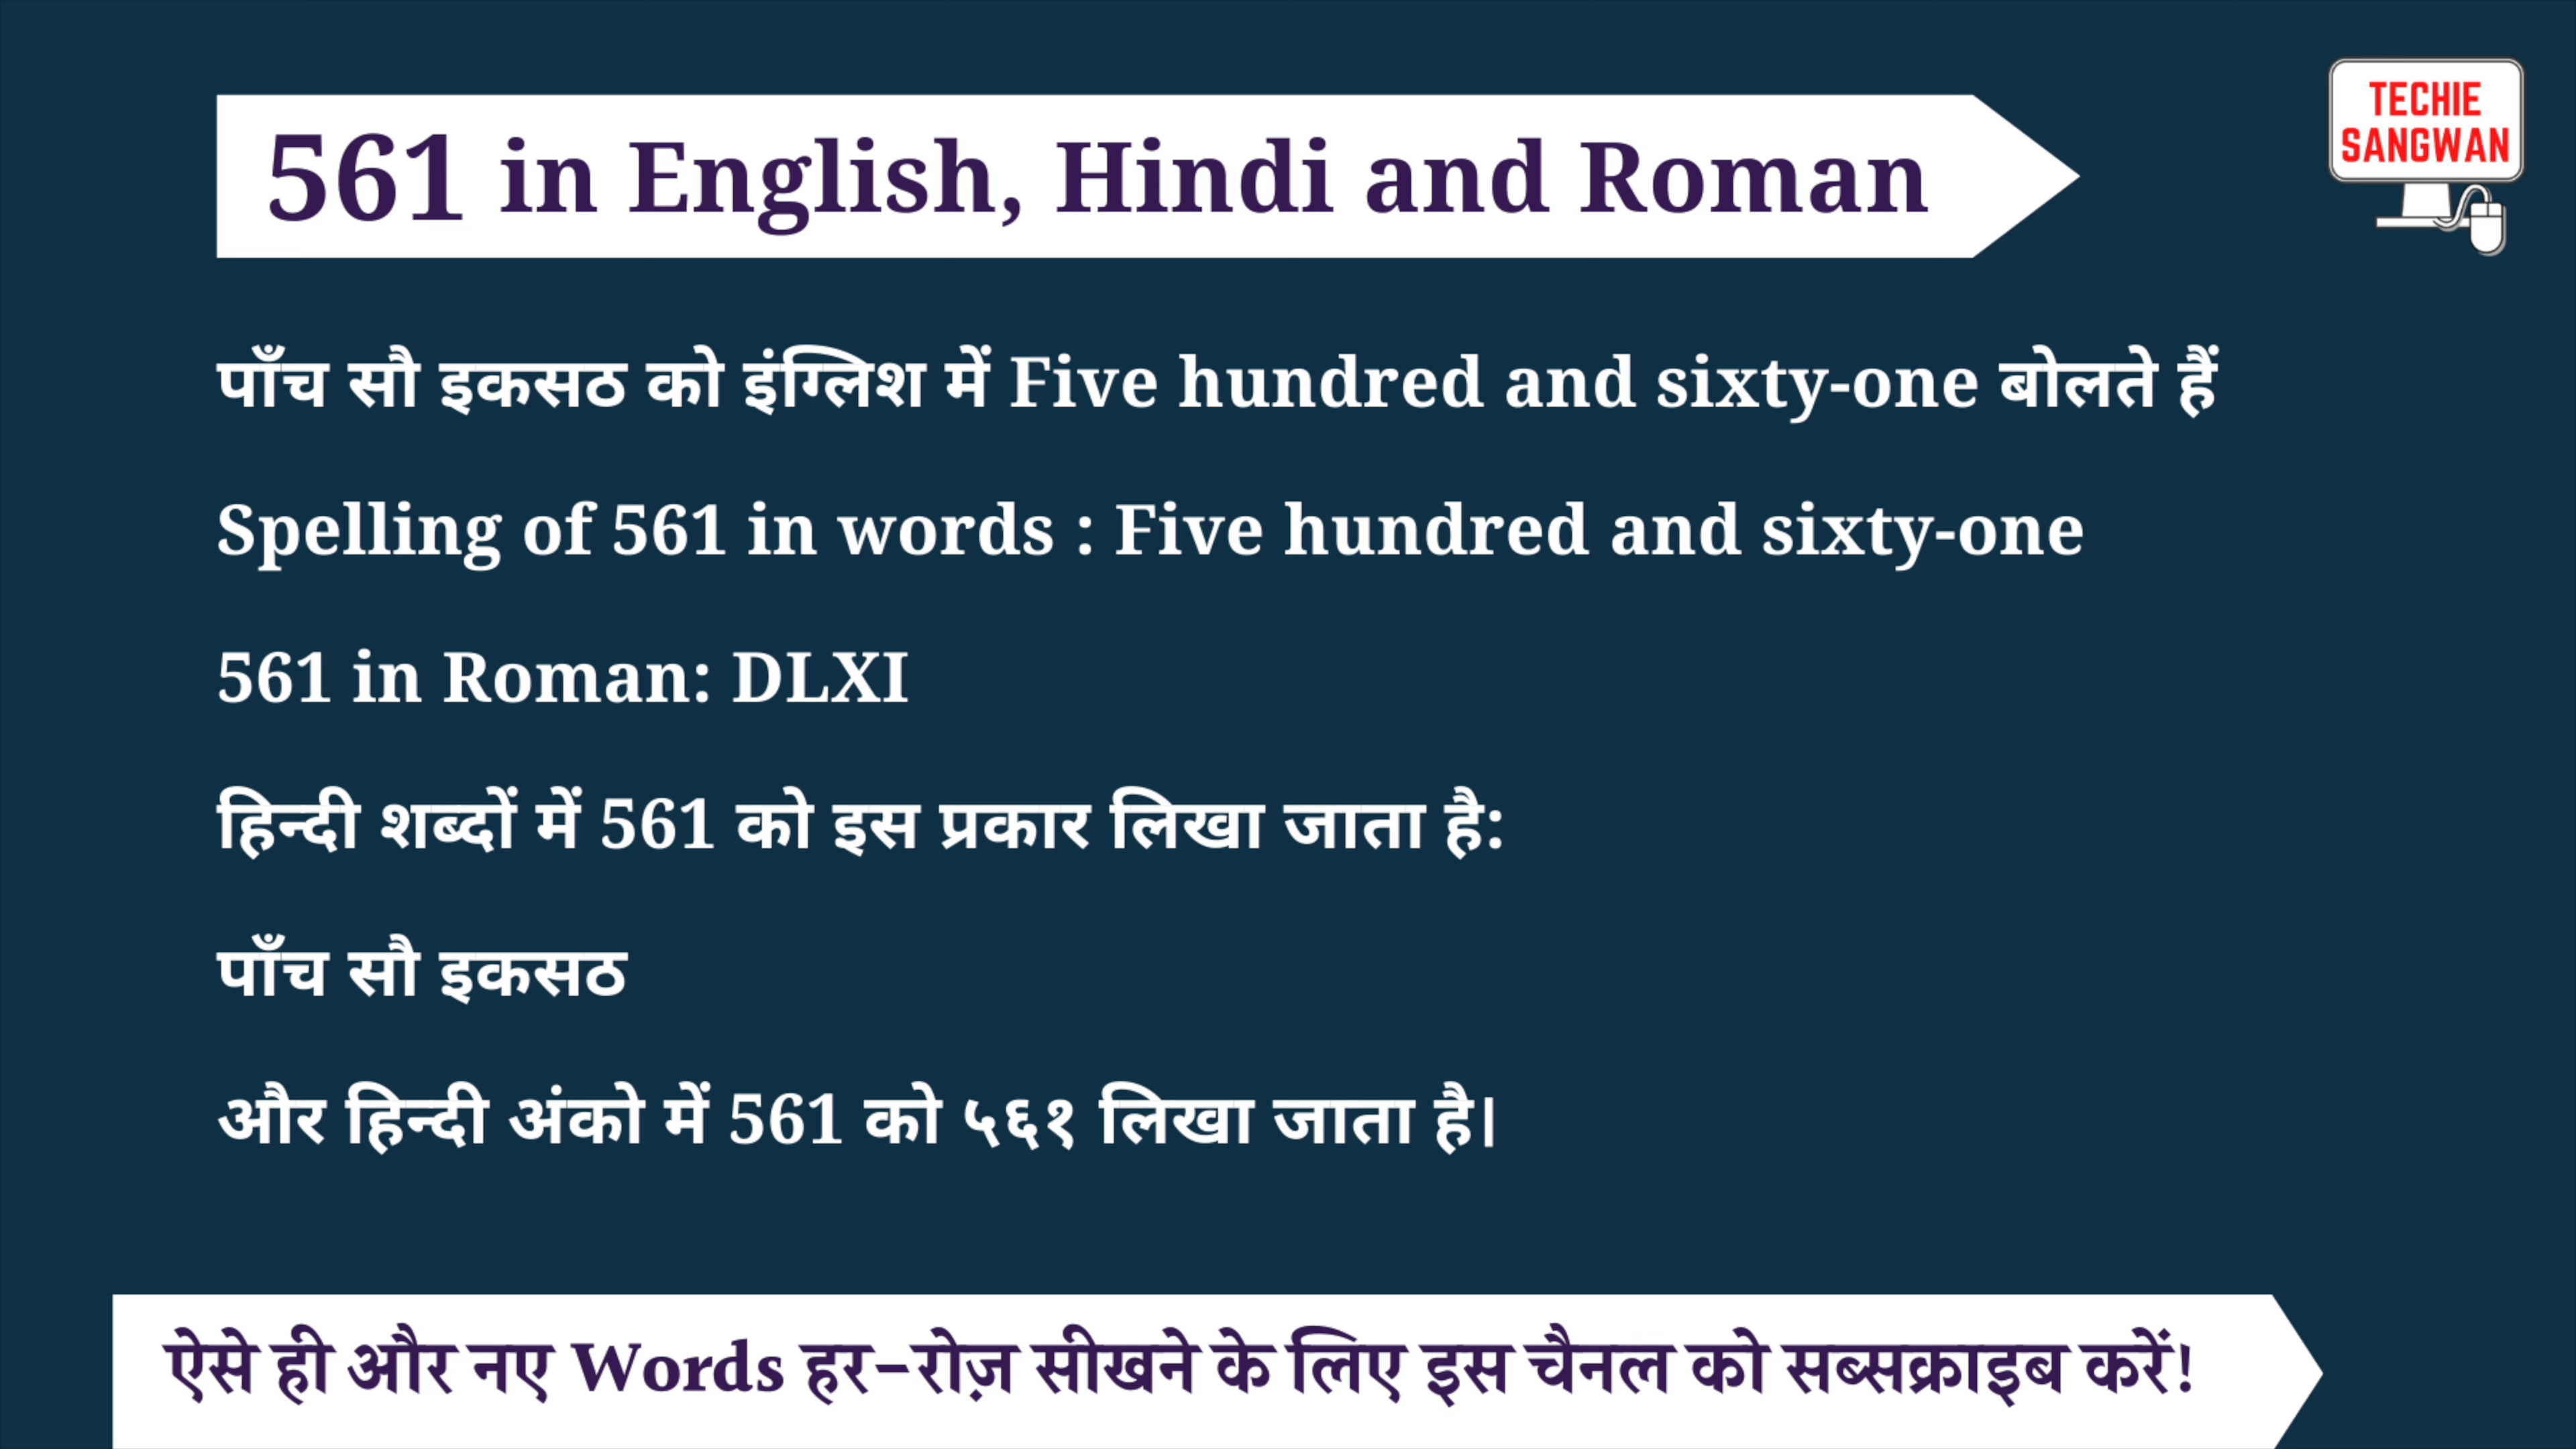 561 in English, Hindi and Roman
TECHIE
SANGWAN
पाँच सौ इकसठ को इंग्लिश में Five hundred and sixty-one बोलते हैं
Spelling of 561 in words : Five hundred and sixty-one
561 in Roman: DLXI
हिन्दी शब्दों में 561 को इस प्रकार लिखा जाता है:
पाँच सौ इकसठ
और हिन्दी अंको में 561 को ५६१ लिखा जाता है।
ऐसे ही और नए Words हर-रोज़ सीखने के लिए इस चैनल को सब्सक्राइब करें!